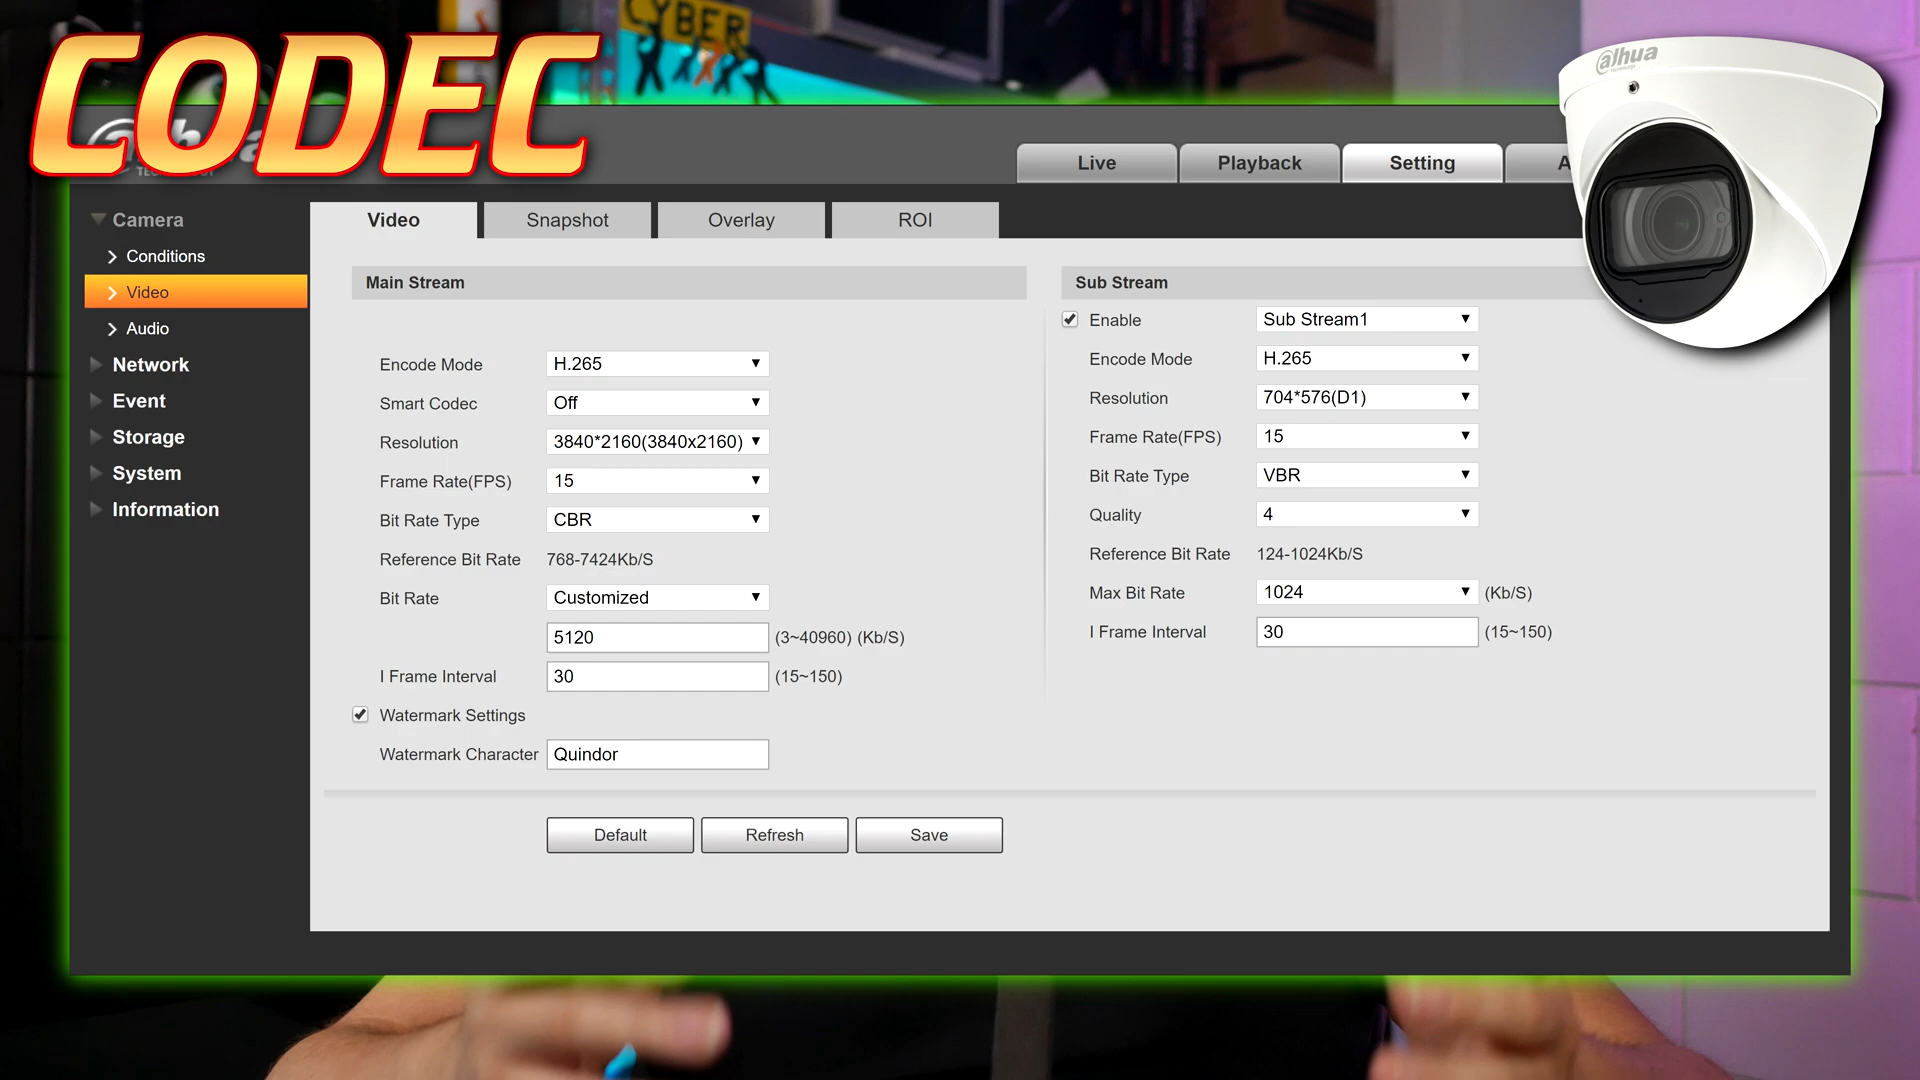 CYBER
CODEC
alhua
TECHNOLOGY
Live
Playback
Setting
A
Camera
Conditions
Video
Audio
Network
Event
Storage
System
Information
Video
Snapshot
Overlay
ROI
Main Stream
Encode Mode H.265
Smart Codec Off
Resolution 3840*2160(3840x2160)
Frame Rate(FPS) 15
Bit Rate Type CBR
Reference Bit Rate 768-7424Kb/S
Bit Rate Customized
5120 (3~40960) (Kb/S)
I Frame Interval 30 (15~150)
Watermark Settings
Watermark Character Quindor
Sub Stream
Enable Sub Stream1
Encode Mode H.265
Resolution 704*576(D1)
Frame Rate(FPS) 15
Bit Rate Type VBR
Quality 4
Reference Bit Rate 124-1024Kb/S
Max Bit Rate 1024 (Kb/S)
I Frame Interval 30 (15~150)
Default
Refresh
Save